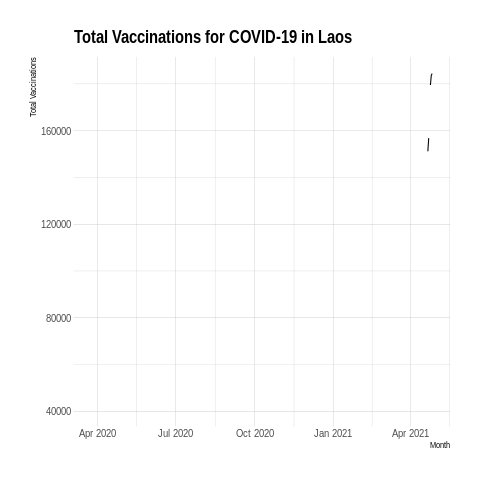 Total Vaccinations for COVID-19 in Laos
Total Vaccinations
160000
120000
80000
40000
Apr 2020 Jul 2020 Oct 2020 Jan 2021 Apr 2021
Month